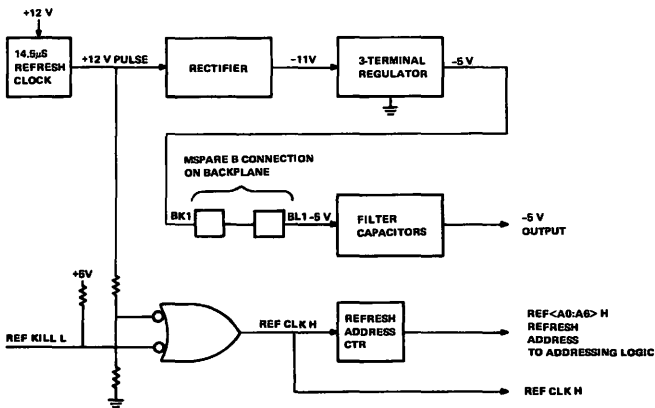 +12 V
14.5µS
REFRESH
CLOCK
+12 V PULSE
RECTIFIER
−11V
3-TERMINAL
REGULATOR
−5 V
MSPARE B CONNECTION
ON BACKPLANE
BK1
BL1 −5 V
FILTER
CAPACITORS
−5 V
OUTPUT
+5V
REF KILL L
REF CLK H
REFRESH
ADDRESS
CTR
REF<A0:A6> H
REFRESH
ADDRESS
TO ADDRESSING LOGIC
REF CLK H